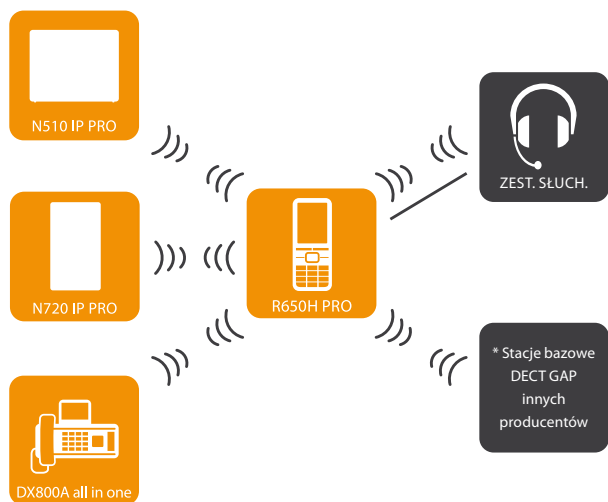 N510 IP PRO
ZEST. SŁUCH.
N720 IP PRO
R650H PRO
* Stacje bazowe
DECT GAP
innych
producentów
DX800A all in one